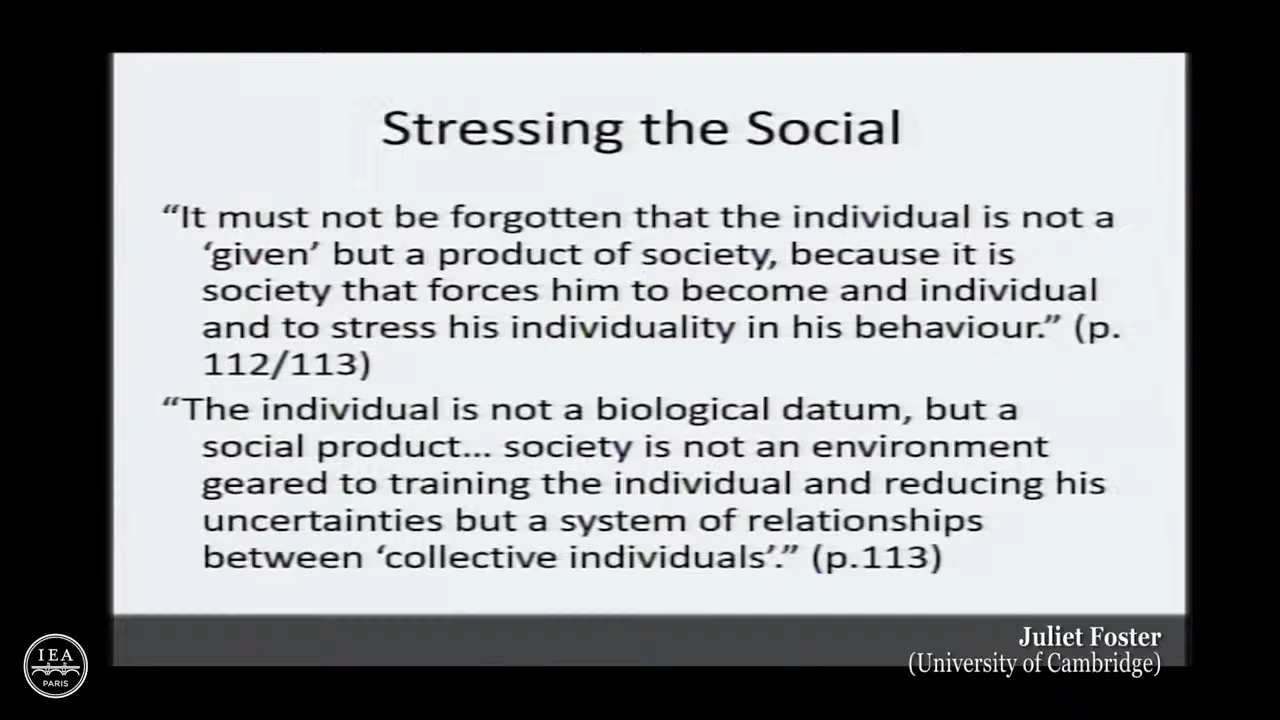 Stressing the Social
“It must not be forgotten that the individual is not a
‘given’ but a product of society, because it is
society that forces him to become and individual
and to stress his individuality in his behaviour.” (p.
112/113)
“The individual is not a biological datum, but a
social product... society is not an environment
geared to training the individual and reducing his
uncertainties but a system of relationships
between ‘collective individuals’.” (p.113)
Juliet Foster
(University of Cambridge)
IEA
PARIS